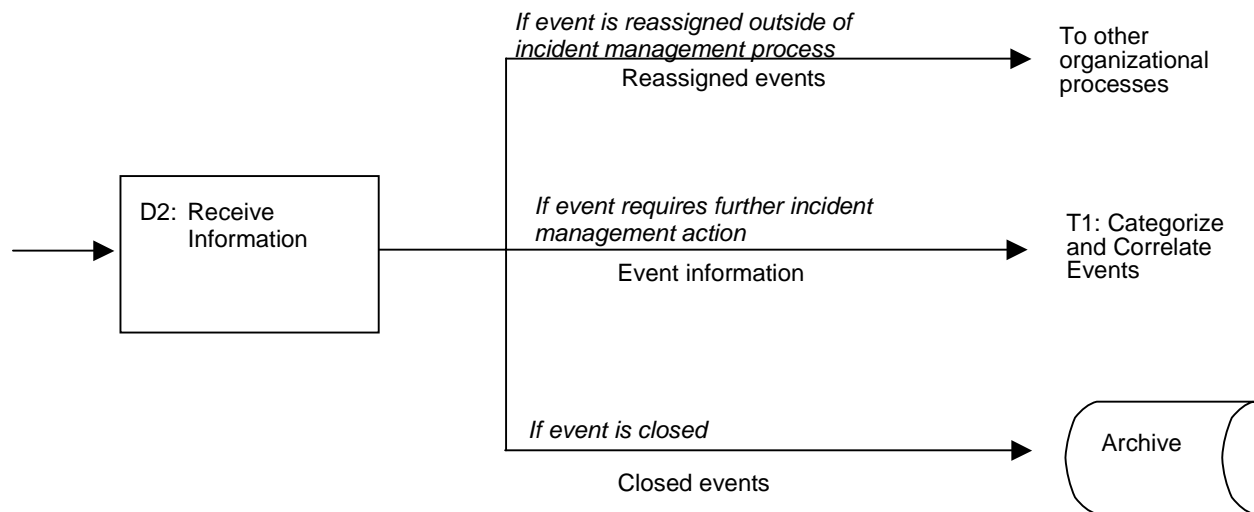 If event is reassigned outside of
incident management process
Reassigned events
To other
organizational
processes
D2: Receive
Information
If event requires further incident
management action
Event information
T1: Categorize
and Correlate
Events
If event is closed
Closed events
Archive